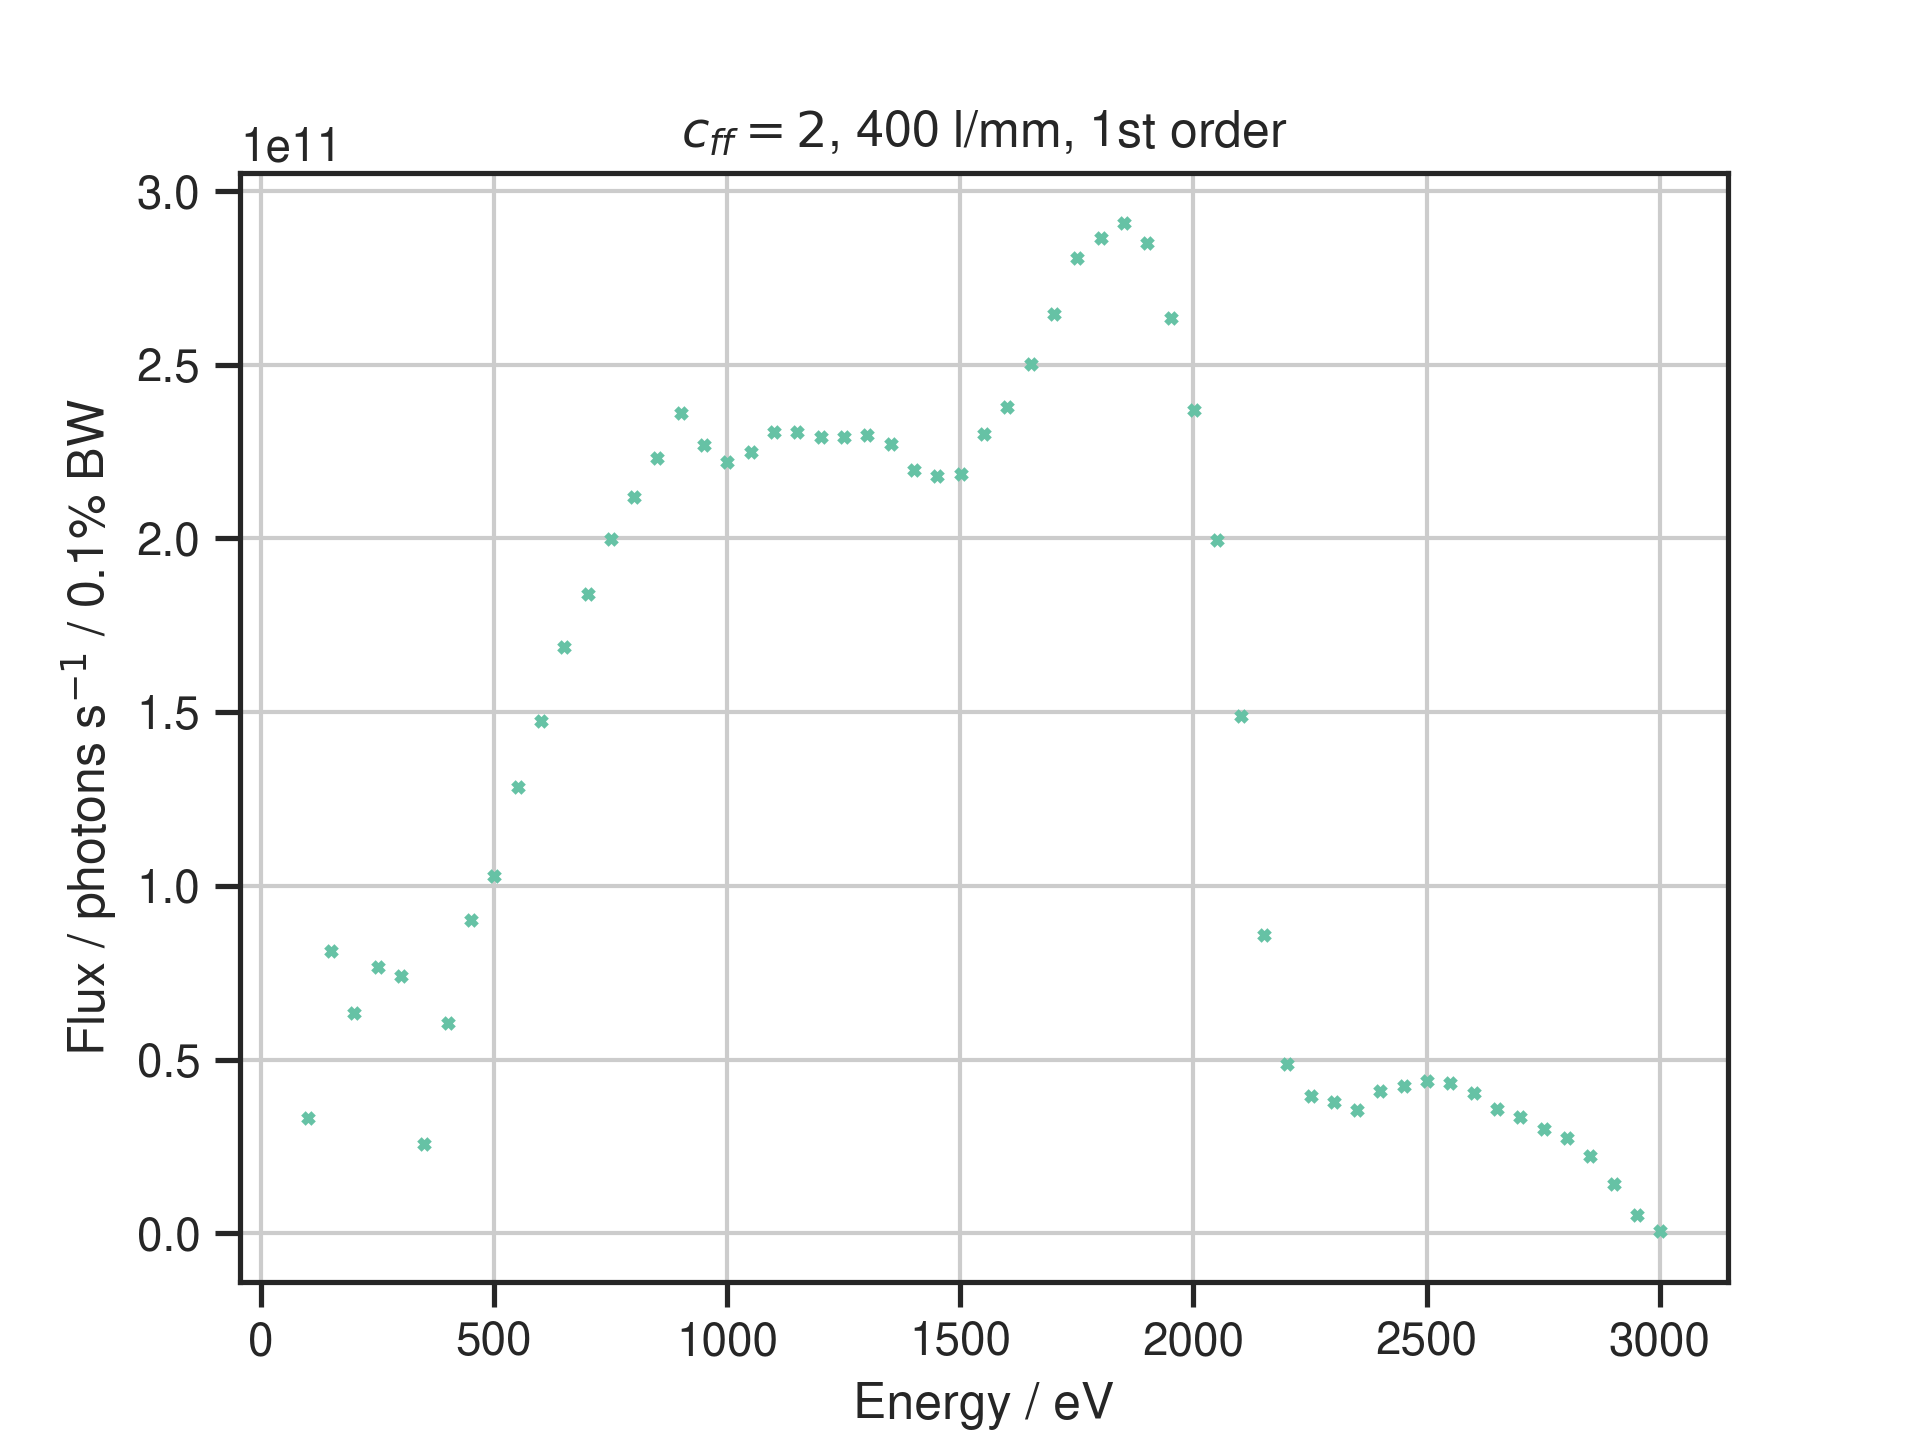 c_ff = 2, 400 l/mm, 1st order
1e11
3.0
2.5
2.0
1.5
1.0
0.5
0.0
Flux / photons s⁻¹ / 0.1% BW
0 500 1000 1500 2000 2500 3000
Energy / eV